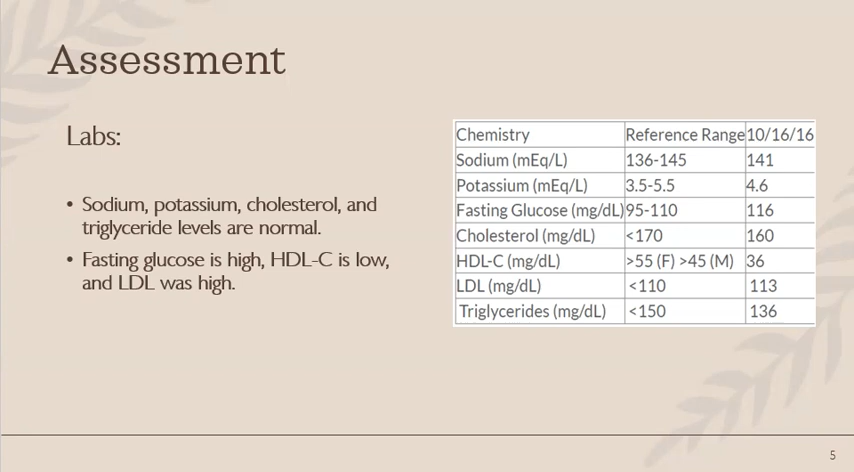 Assessment
Labs:
• Sodium, potassium, cholesterol, and
triglyceride levels are normal.
• Fasting glucose is high, HDL-C is low,
and LDL was high.
Chemistry Reference Range 10/16/16
Sodium (mEq/L) 136-145 141
Potassium (mEq/L) 3.5-5.5 4.6
Fasting Glucose (mg/dL) 95-110 116
Cholesterol (mg/dL) <170 160
HDL-C (mg/dL) >55 (F) >45 (M) 36
LDL (mg/dL) <110 113
Triglycerides (mg/dL) <150 136
5